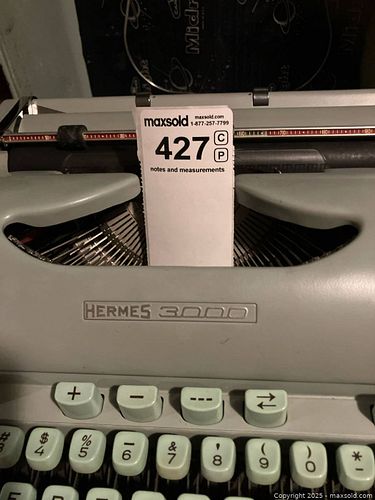 Midn
maxsold maxsold.com
1-877-257-7799
427 C
P
notes and measurements
HERMES 3000
+ − --- ⇄
# $ % _ & ' ( ) *
3 4 5 6 7 8 9 0 -
E R
Copyright 2025 - maxsold.com